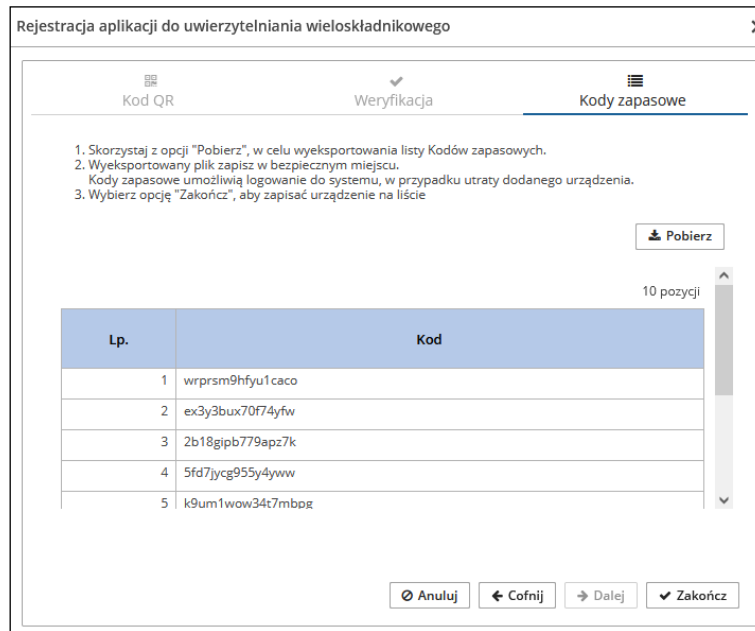 Rejestracja aplikacji do uwierzytelniania wieloskładnikowego
Kod QR
Weryfikacja
Kody zapasowe
1. Skorzystaj z opcji "Pobierz", w celu wyeksportowania listy Kodów zapasowych.
2. Wyeksportowany plik zapisz w bezpiecznym miejscu.
Kody zapasowe umożliwią logowanie do systemu, w przypadku utraty dodanego urządzenia.
3. Wybierz opcję "Zakończ", aby zapisać urządzenie na liście
Pobierz
10 pozycji
Lp. Kod
1 wrprsm9hfyu1caco
2 ex3y3bux70f74yfw
3 2b18gipb779apz7k
4 5fd7jycg955y4yww
5 k9um1wow34t7mbpg
Anuluj Cofnij Dalej Zakończ